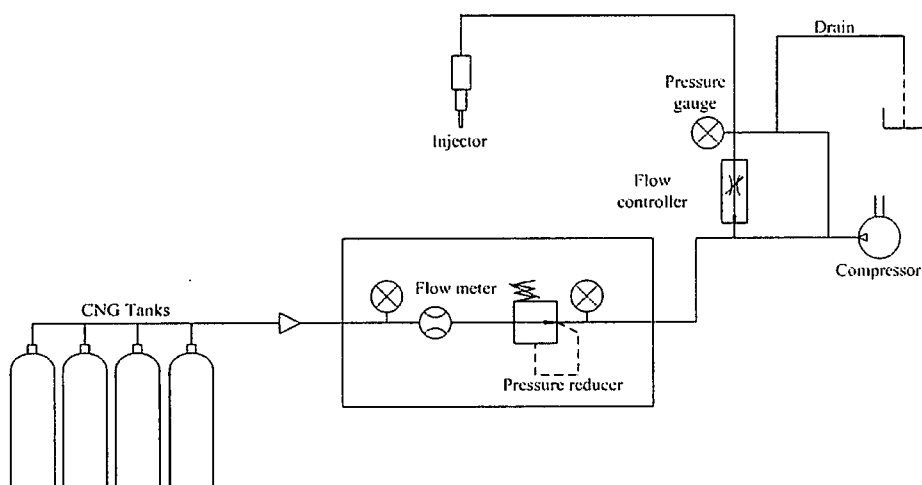 Drain
Pressure
gauge
Injector
Flow
controller
Compressor
Flow meter
CNG Tanks
Pressure reducer